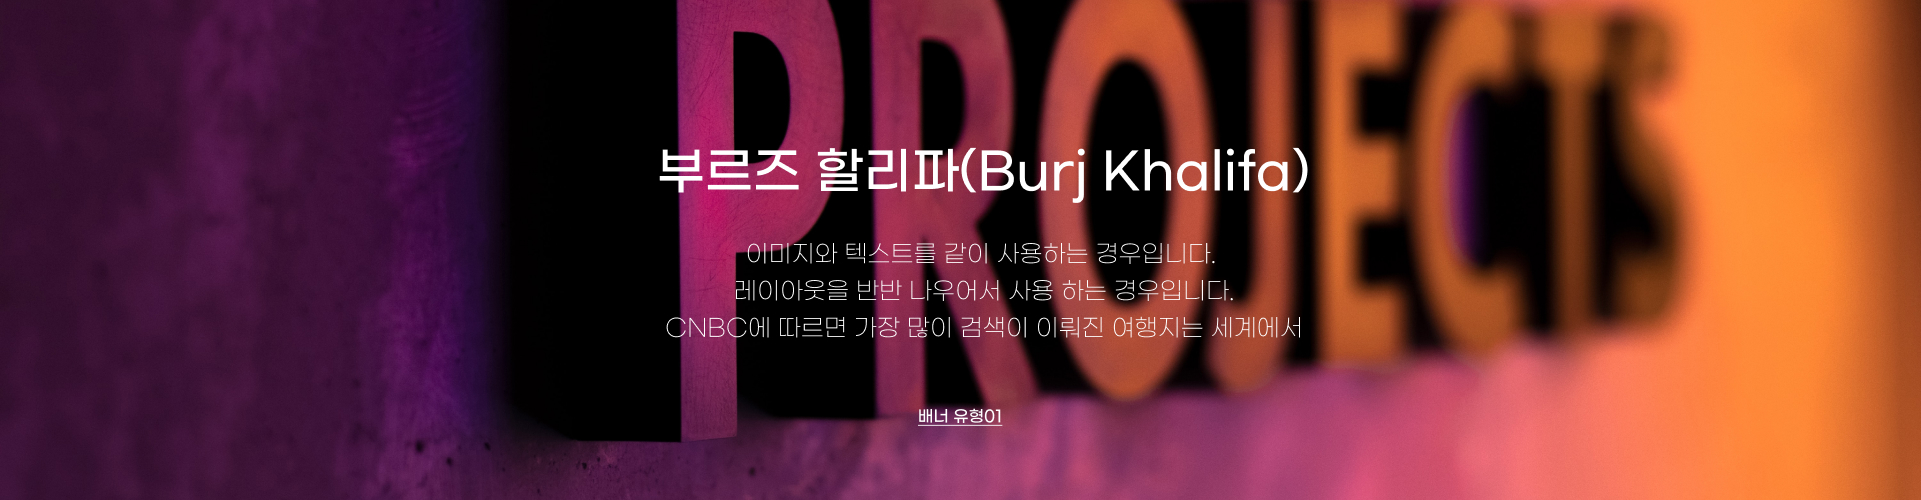 PROJECTS
부르즈 할리파(Burj Khalifa)
이미지와 텍스트를 같이 사용하는 경우입니다.
레이아웃을 반반 나우어서 사용 하는 경우입니다.
CNBC에 따르면 가장 많이 검색이 이뤄진 여행지는 세계에서
배너 유형01